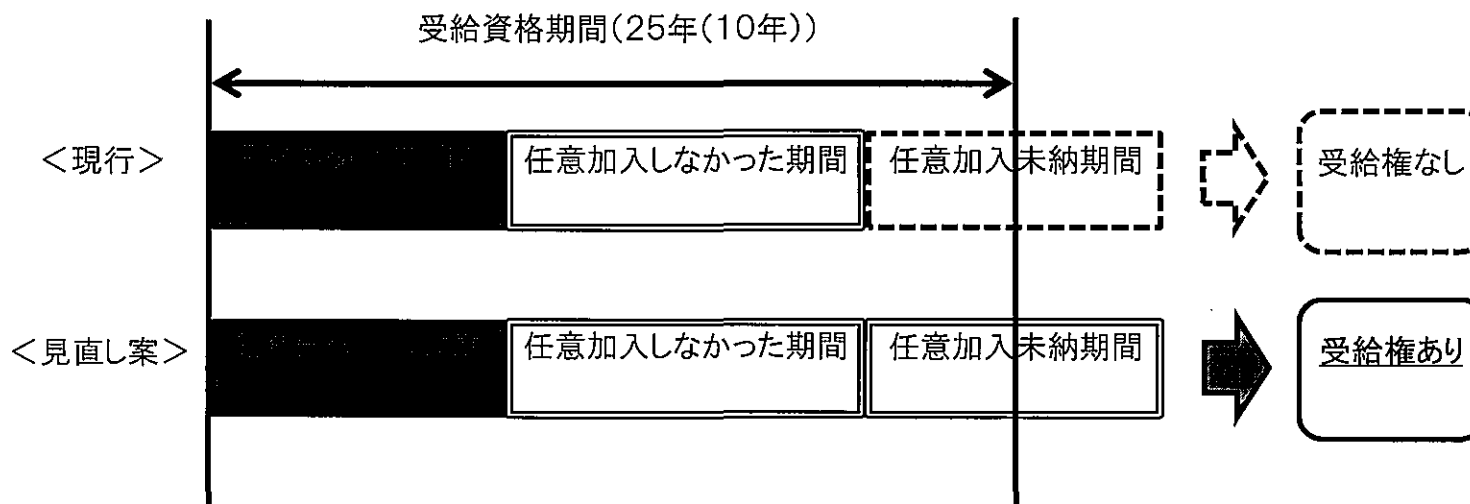 受給資格期間(25年(10年))
<現行>
任意加入しなかった期間
任意加入未納期間
受給権なし
<見直し案>
任意加入しなかった期間
任意加入未納期間
受給権あり